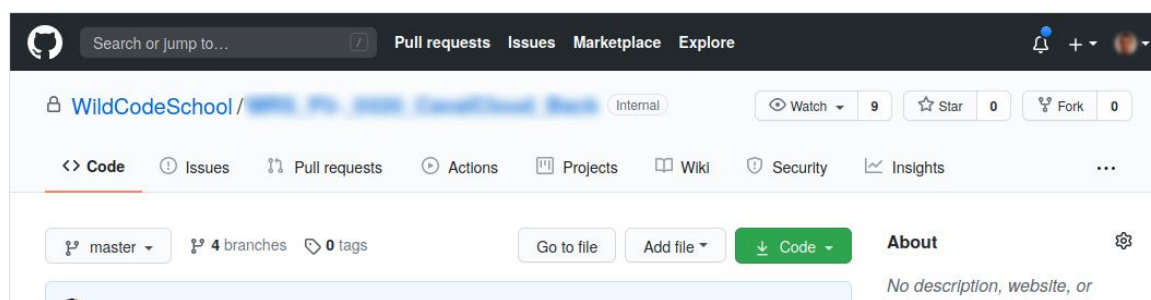 Search or jump to... / Pull requests Issues Marketplace Explore
WildCodeSchool / Internal Watch 9 Star 0 Fork 0
<> Code Issues Pull requests Actions Projects Wiki Security Insights ...
master 4 branches 0 tags Go to file Add file Code About
No description, website, or